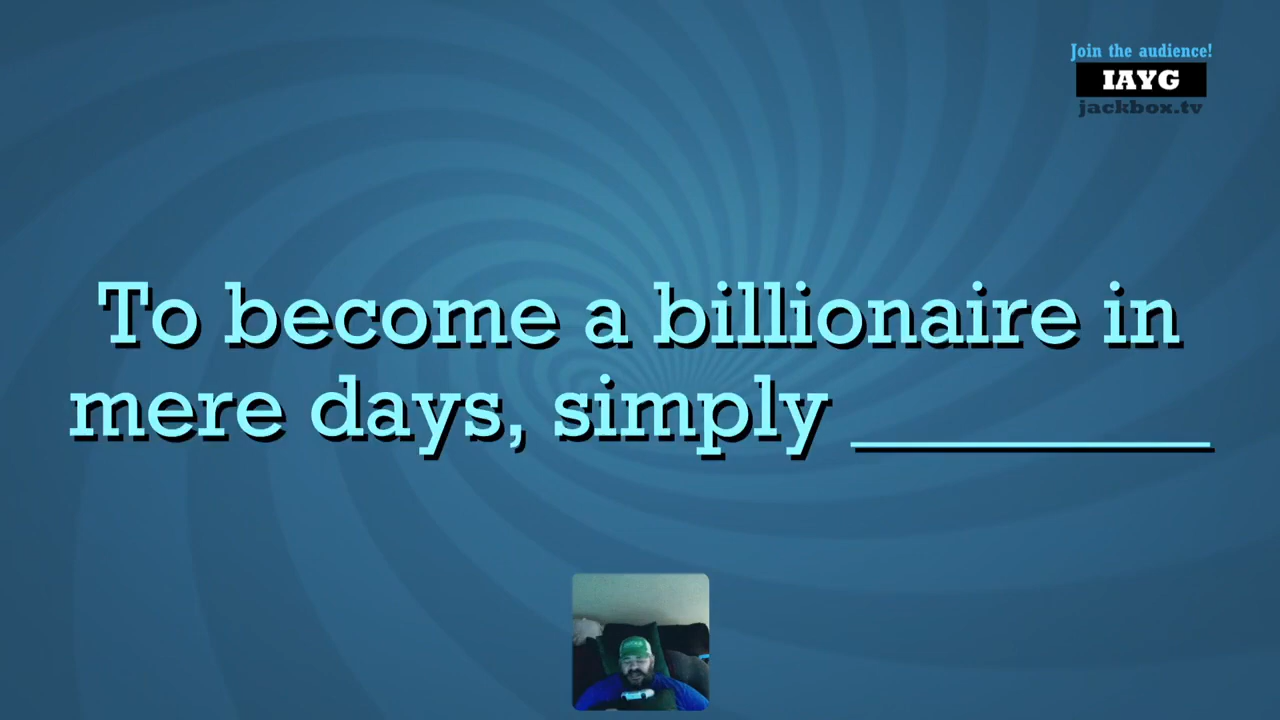 Join the audience!
IAYG
jackbox.tv
To become a billionaire in
mere days, simply ________